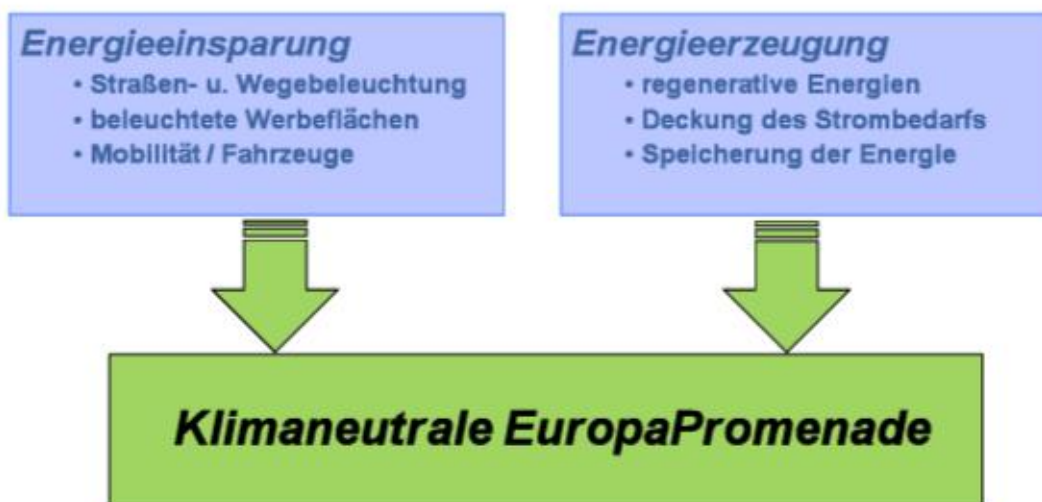 Energieeinsparung
• Straßen- u. Wegebeleuchtung
• beleuchtete Werbeflächen
• Mobilität / Fahrzeuge
Energieerzeugung
• regenerative Energien
• Deckung des Strombedarfs
• Speicherung der Energie
Klimaneutrale EuropaPromenade